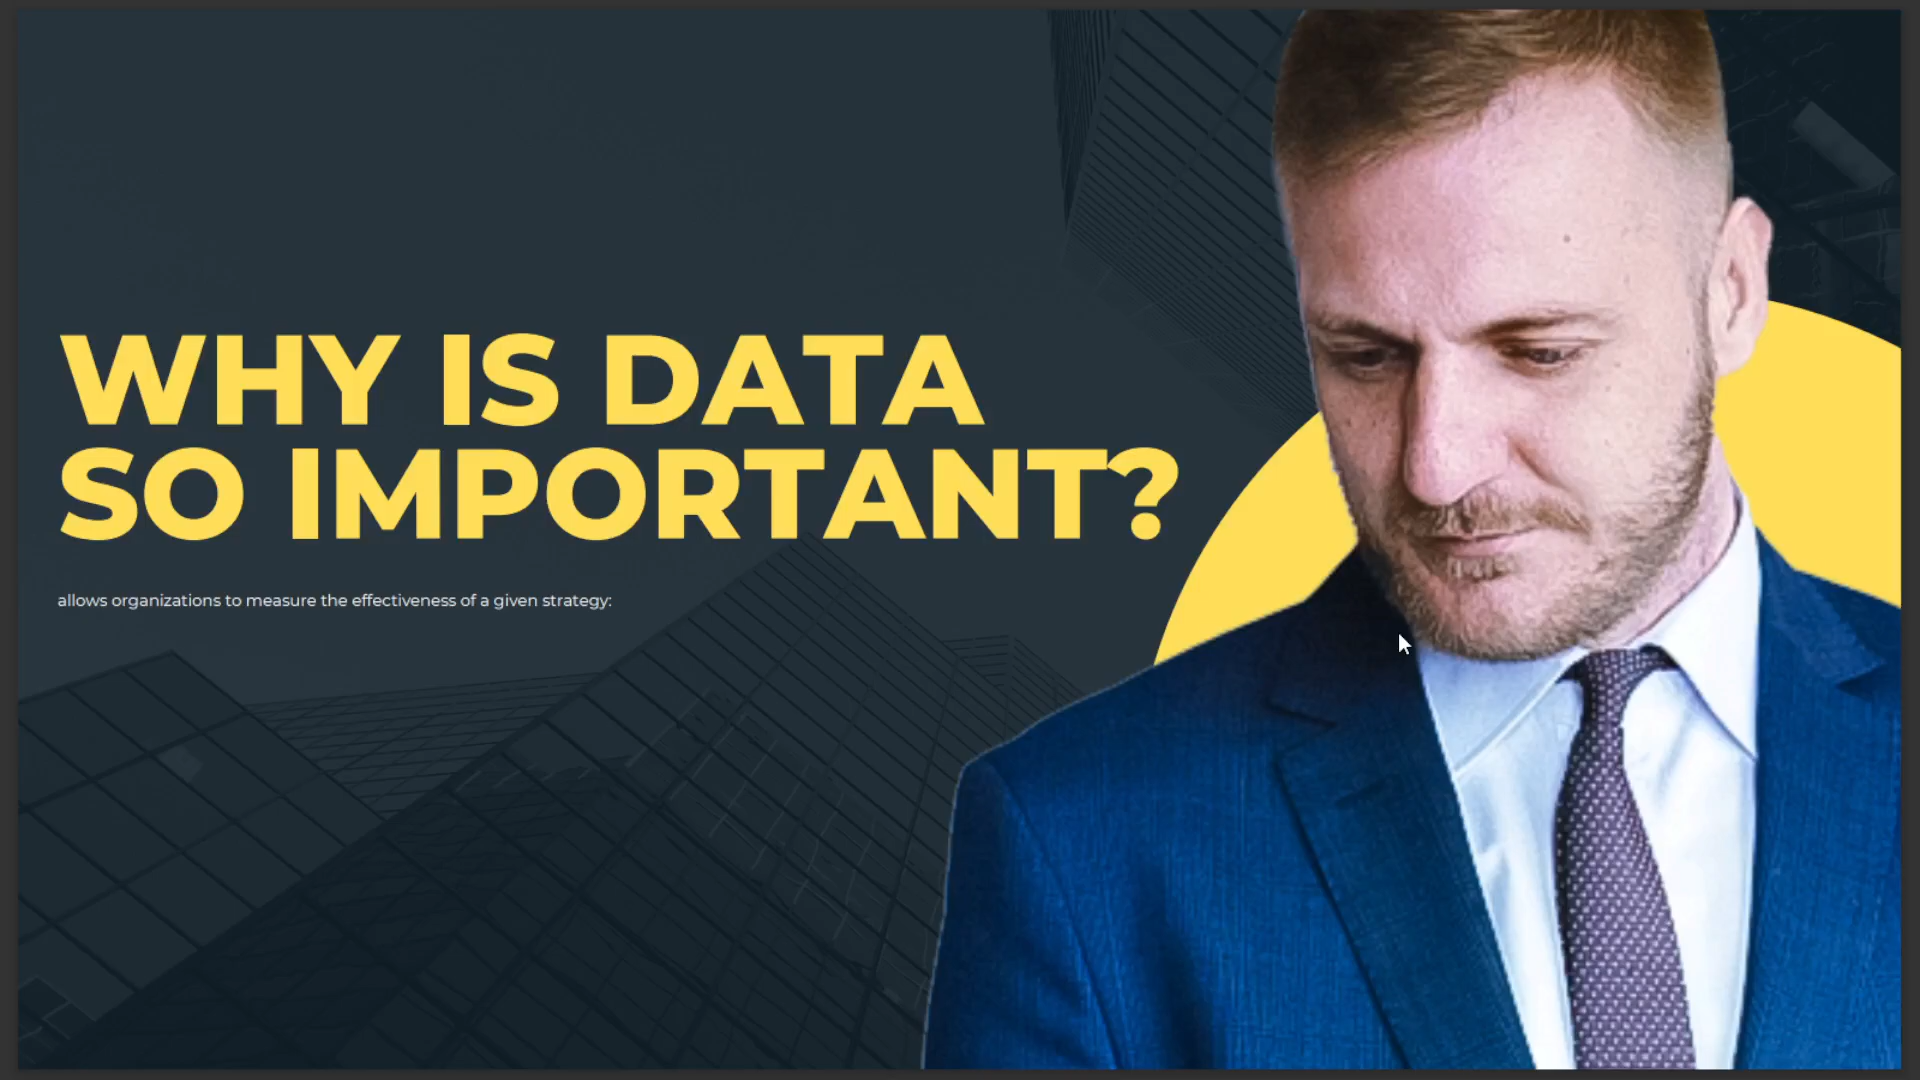 WHY IS DATA
SO IMPORTANT?
allows organizations to measure the effectiveness of a given strategy: